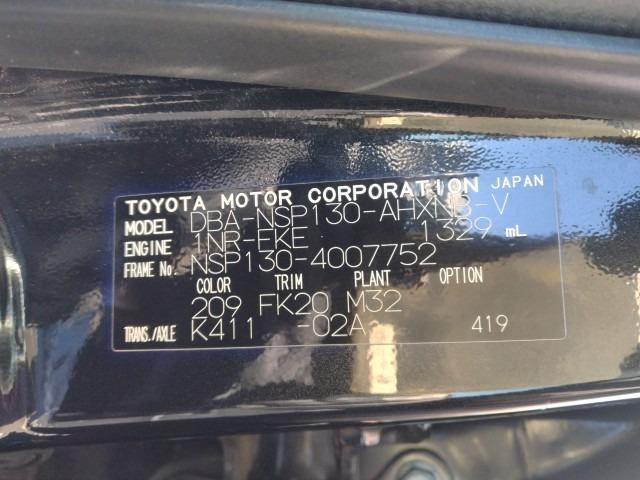 TOYOTA MOTOR CORPORATION JAPAN
MODEL DBA-NSP130-AHXNB-V
ENGINE 1NR-FKE 1329 mL
FRAME No. NSP130-4007752
COLOR TRIM PLANT OPTION
209 FK20 M32
TRANS./AXLE K411 -02A 419